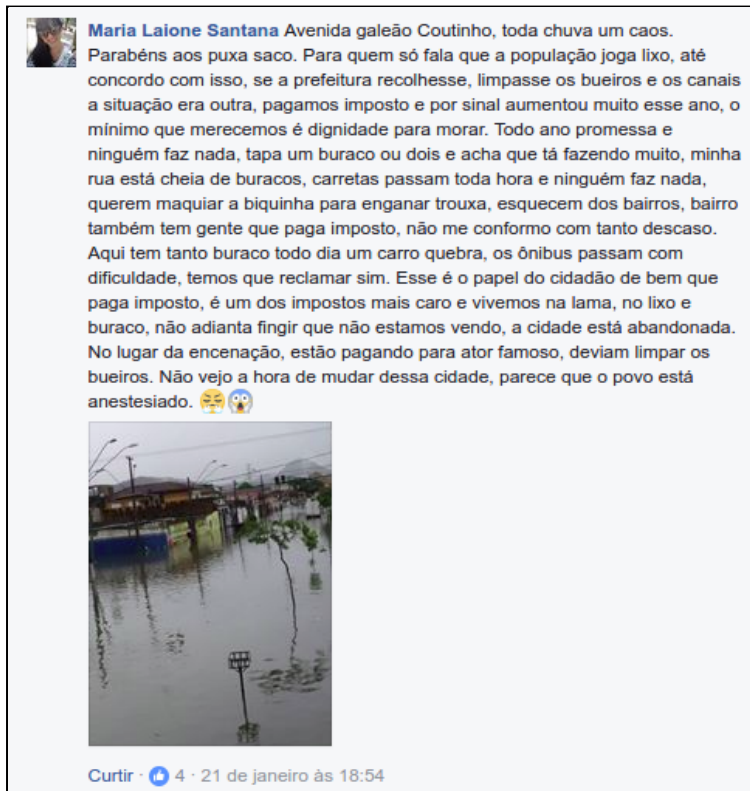 Maria Laione Santana Avenida galeão Coutinho, toda chuva um caos.
Parabéns aos puxa saco. Para quem só fala que a população joga lixo, até
concordo com isso, se a prefeitura recolhesse, limpasse os bueiros e os canais
a situação era outra, pagamos imposto e por sinal aumentou muito esse ano, o
mínimo que merecemos é dignidade para morar. Todo ano promessa e
ninguém faz nada, tapa um buraco ou dois e acha que tá fazendo muito, minha
rua está cheia de buracos, carretas passam toda hora e ninguém faz nada,
querem maquiar a biquinha para enganar trouxa, esquecem dos bairros, bairro
também tem gente que paga imposto, não me conformo com tanto descaso.
Aqui tem tanto buraco todo dia um carro quebra, os ônibus passam com
dificuldade, temos que reclamar sim. Esse é o papel do cidadão de bem que
paga imposto, é um dos impostos mais caro e vivemos na lama, no lixo e
buraco, não adianta fingir que não estamos vendo, a cidade está abandonada.
No lugar da encenação, estão pagando para ator famoso, deviam limpar os
bueiros. Não vejo a hora de mudar dessa cidade, parece que o povo está
anestesiado. 😤😱
Curtir · 4 · 21 de janeiro às 18:54